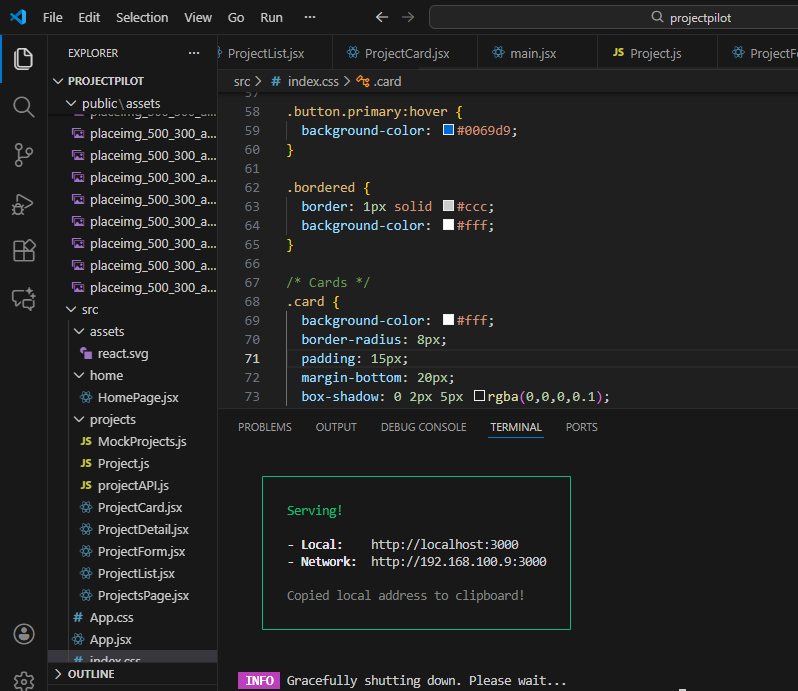 File Edit Selection View Go Run ··· projectpilot
EXPLORER ···
PROJECTPILOT
public\assets
placeimg_500_300_a...
placeimg_500_300_a...
placeimg_500_300_a...
placeimg_500_300_a...
placeimg_500_300_a...
placeimg_500_300_a...
placeimg_500_300_a...
placeimg_500_300_a...
placeimg_500_300_a...
src
assets
react.svg
home
HomePage.jsx
projects
JS MockProjects.js
JS Project.js
JS projectAPI.js
ProjectCard.jsx
ProjectDetail.jsx
ProjectForm.jsx
ProjectList.jsx
ProjectsPage.jsx
# App.css
App.jsx
# index.css
OUTLINE
ProjectList.jsx ProjectCard.jsx main.jsx JS Project.js ProjectFo
src > # index.css > .card
57
58 .button.primary:hover {
59 background-color: #0069d9;
60 }
61
62 .bordered {
63 border: 1px solid #ccc;
64 background-color: #fff;
65 }
66
67 /* Cards */
68 .card {
69 background-color: #fff;
70 border-radius: 8px;
71 padding: 15px;
72 margin-bottom: 20px;
73 box-shadow: 0 2px 5px rgba(0,0,0,0.1);
PROBLEMS OUTPUT DEBUG CONSOLE TERMINAL PORTS
Serving!
- Local: http://localhost:3000
- Network: http://192.168.100.9:3000
Copied local address to clipboard!
INFO Gracefully shutting down. Please wait...